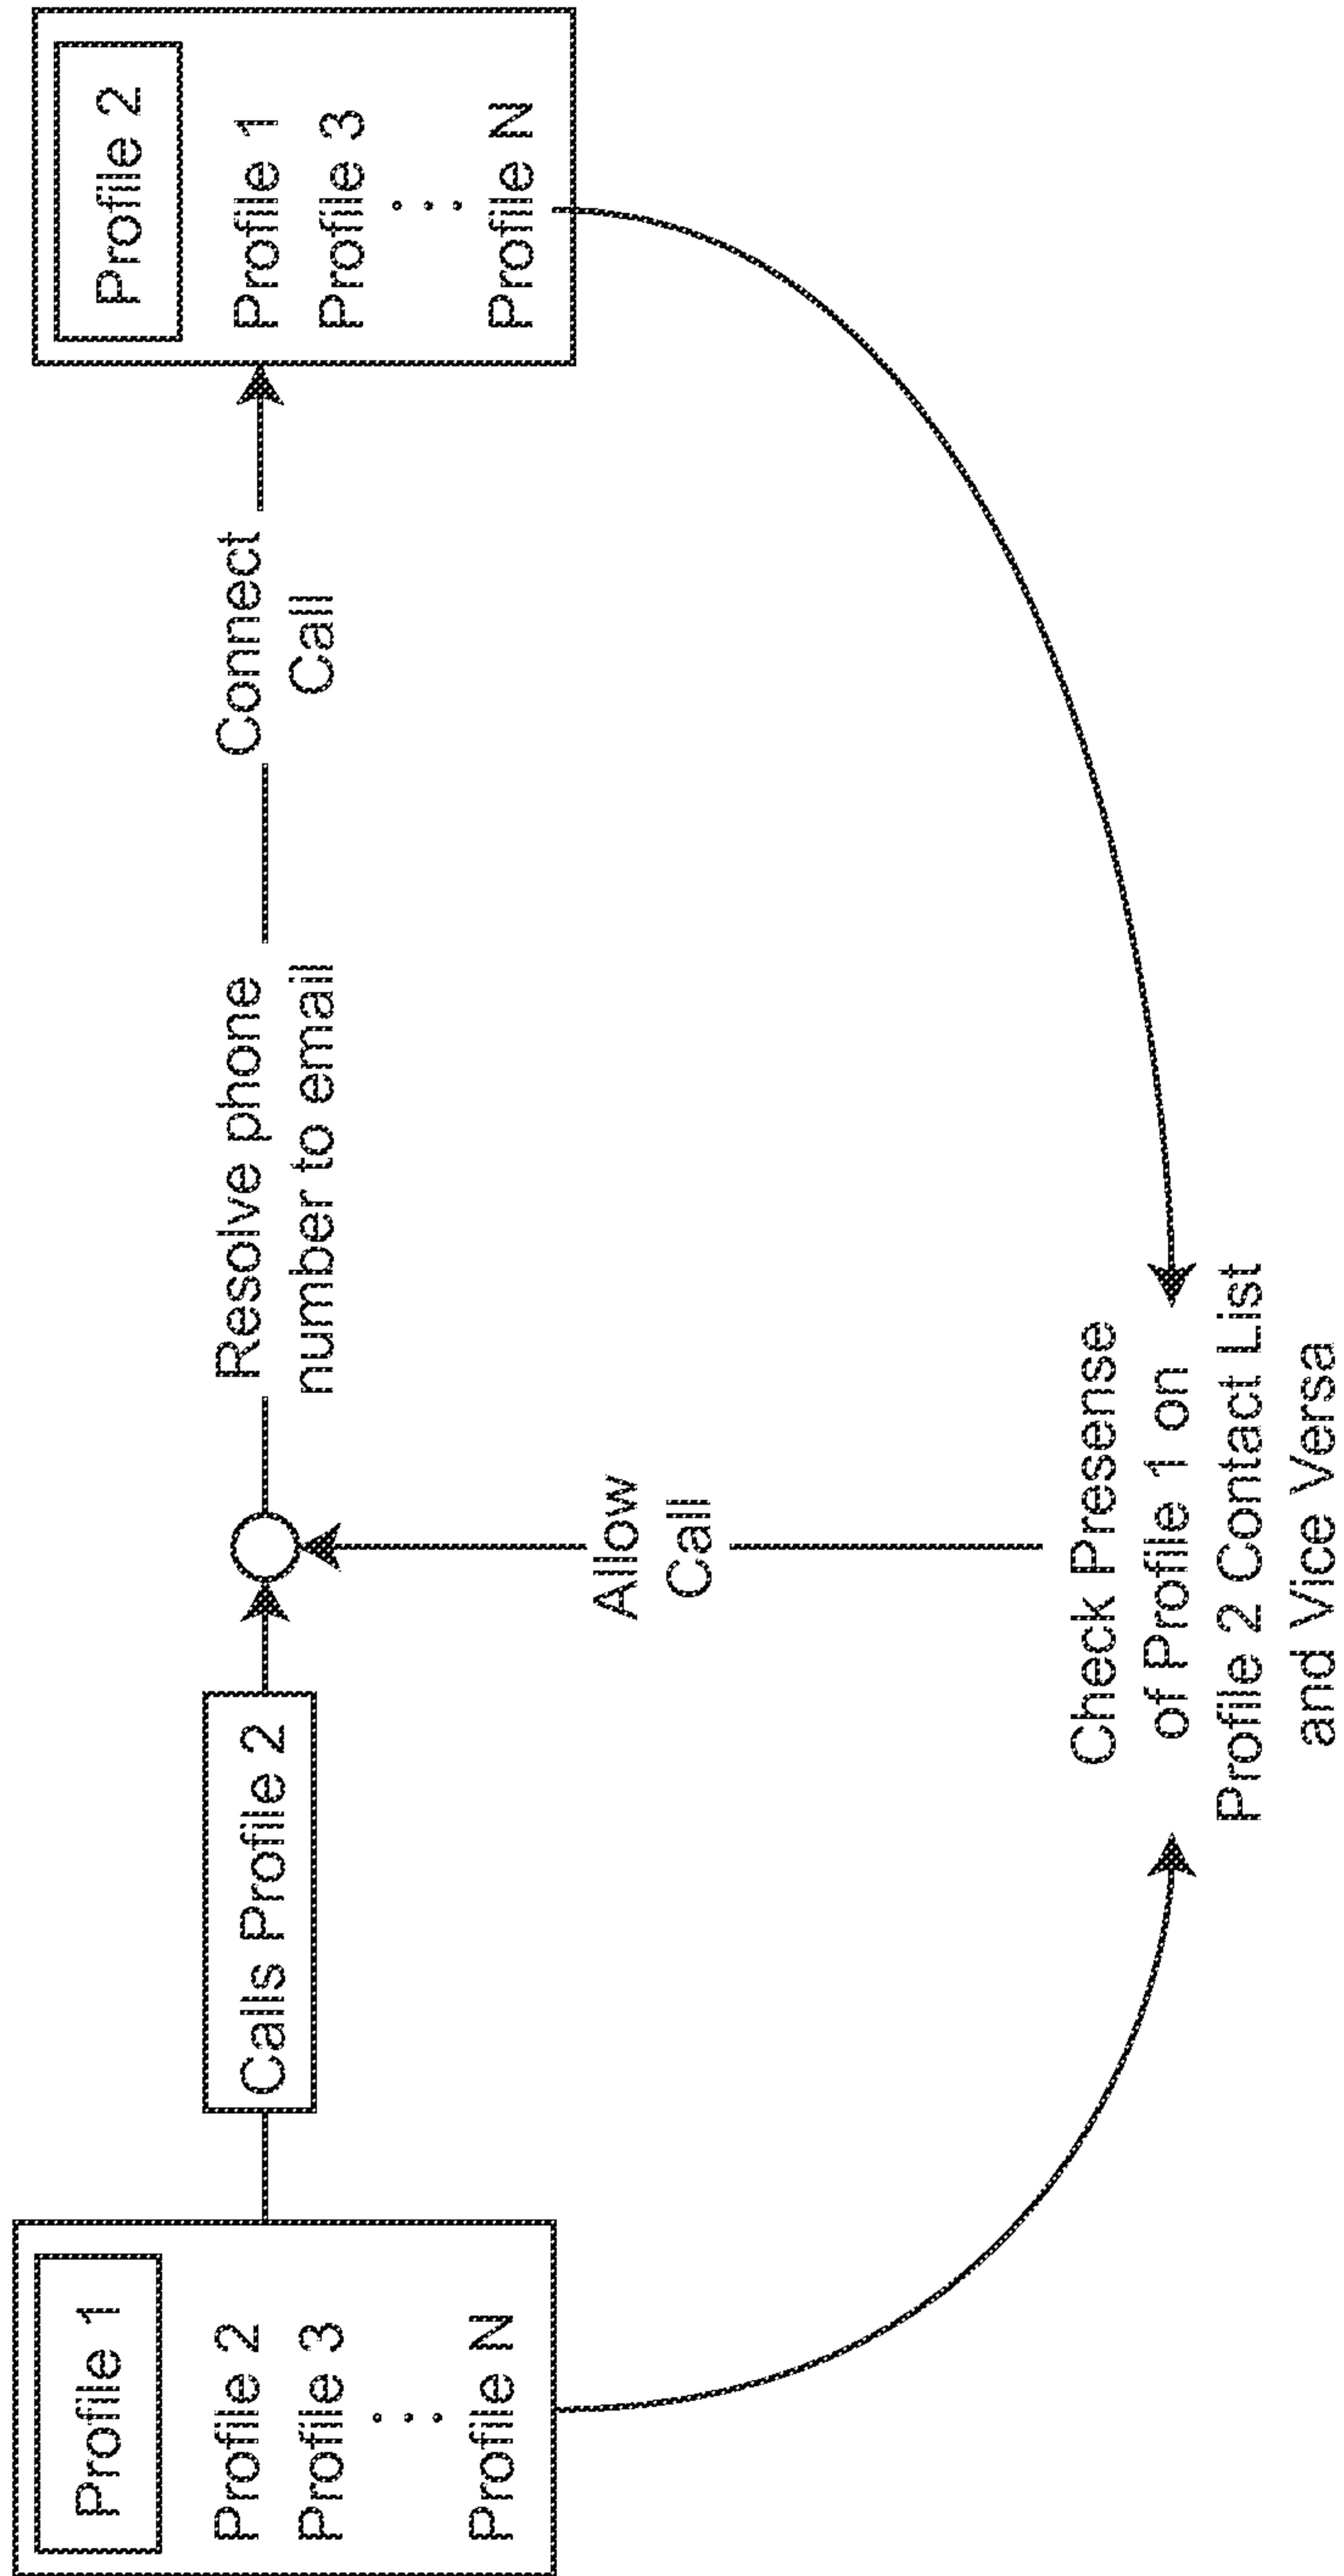 Profile 1
Profile 2
Profile 3
Profile N
Calls Profile 2
Resolve phone
number to email
Connect
Call
Profile 2
Profile 1
Profile 3
Profile N
Allow
Call
Check Presense
of Profile 1 on
Profile 2 Contact List
and Vice Versa